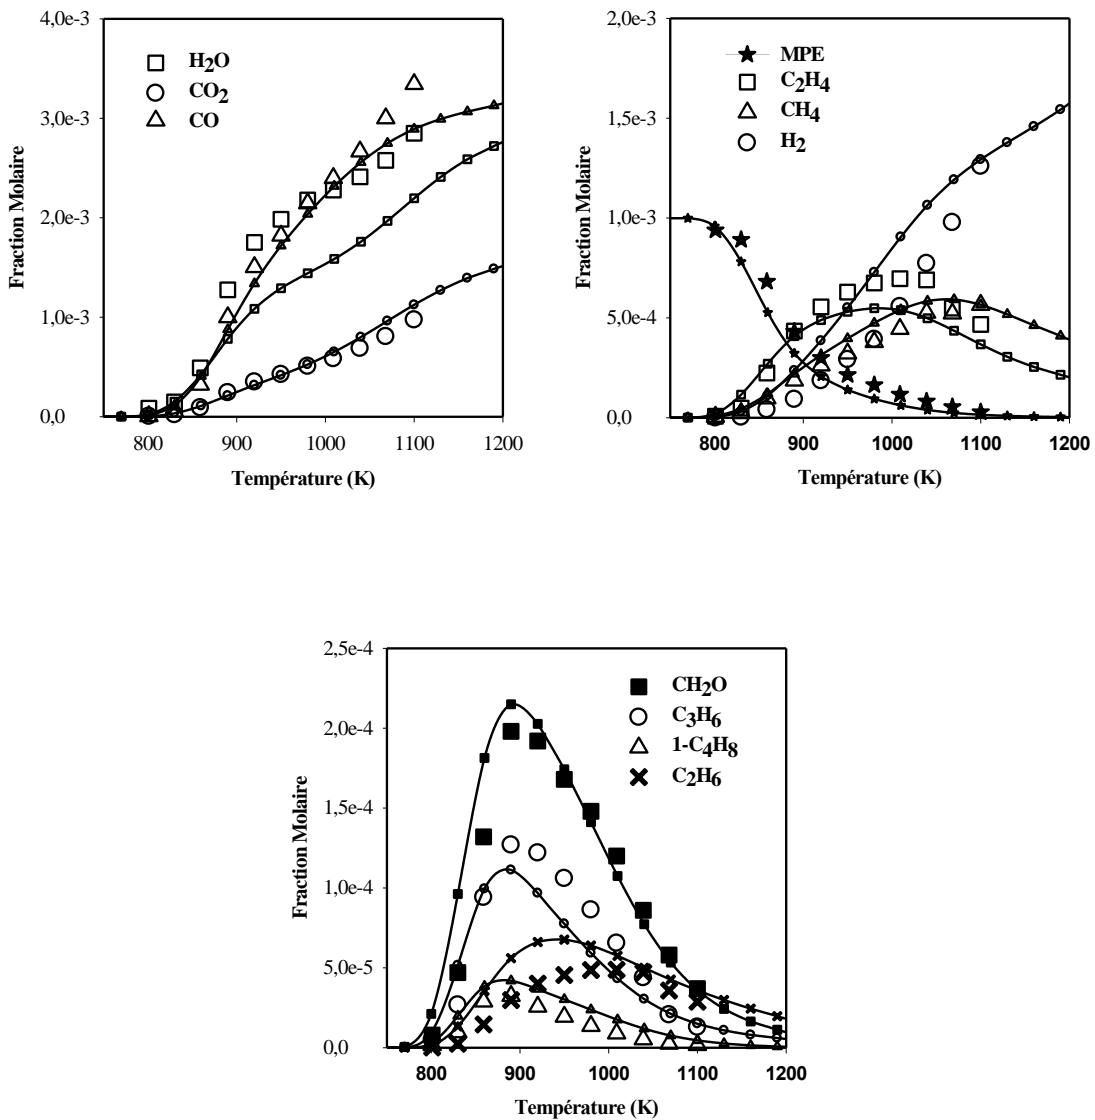 4,0e-3
3,0e-3
2,0e-3
1,0e-3
0,0
Fraction Molaire
H2O
CO2
CO
800 900 1000 1100 1200
Température (K)
2,0e-3
1,5e-3
1,0e-3
5,0e-4
0,0
Fraction Molaire
MPE
C2H4
CH4
H2
800 900 1000 1100 1200
Température (K)
2,5e-4
2,0e-4
1,5e-4
1,0e-4
5,0e-5
0,0
Fraction Molaire
CH2O
C3H6
1-C4H8
C2H6
800 900 1000 1100 1200
Température (K)